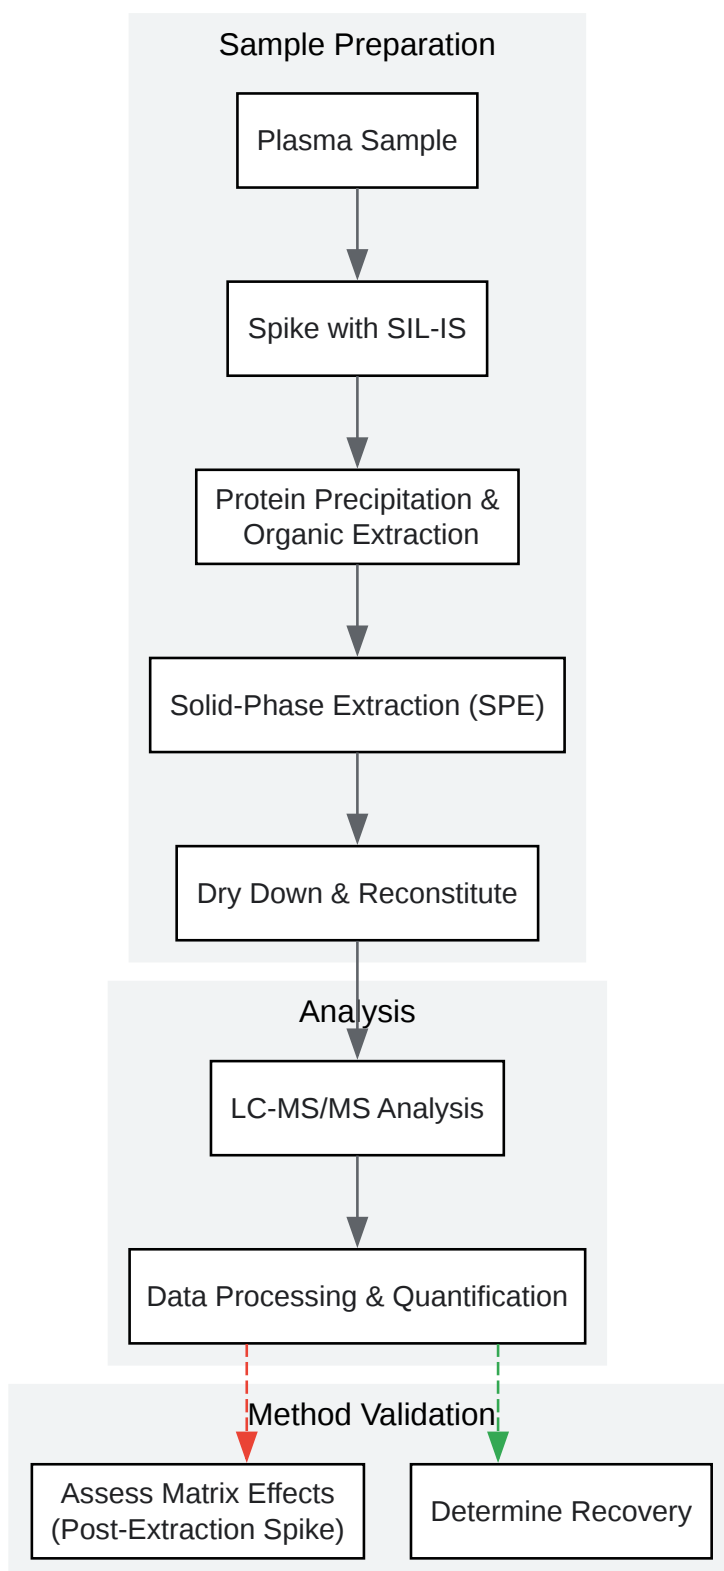 Sample Preparation
Plasma Sample
Spike with SIL-IS
Protein Precipitation &
Organic Extraction
Solid-Phase Extraction (SPE)
Dry Down & Reconstitute
Analysis
LC-MS/MS Analysis
Data Processing & Quantification
Method Validation
Assess Matrix Effects
(Post-Extraction Spike)
Determine Recovery